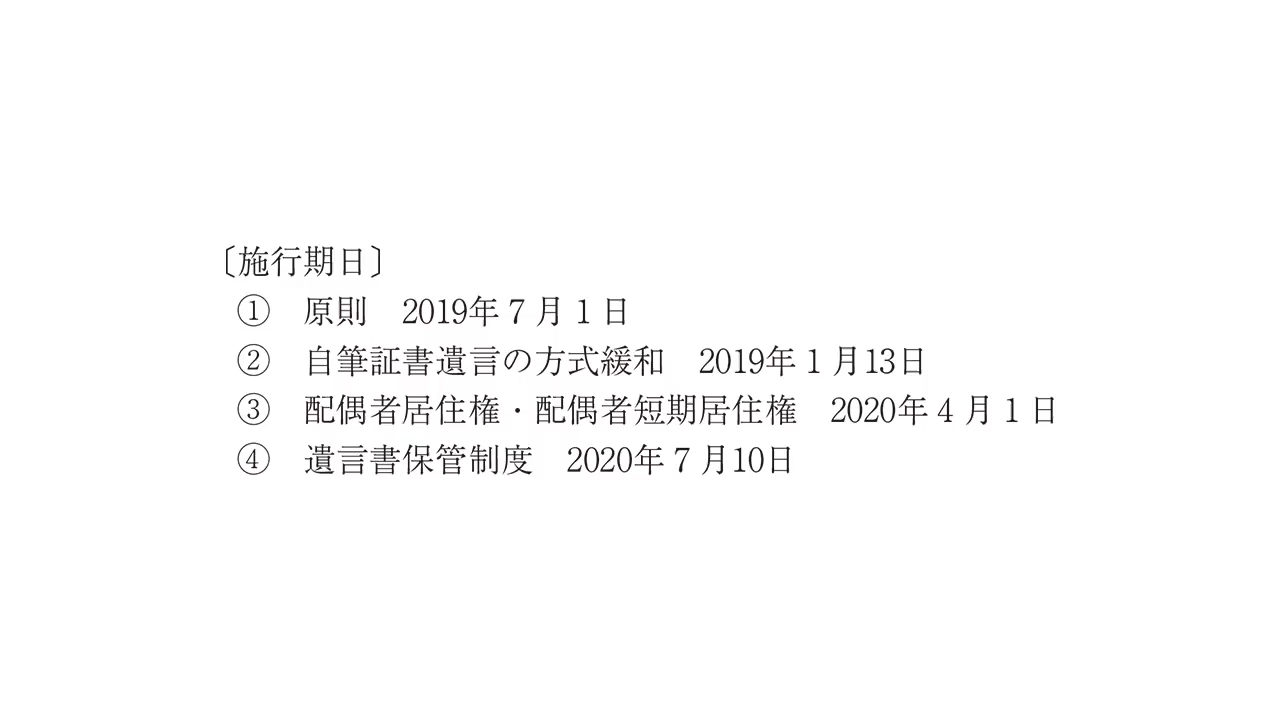 〔施行期日〕
① 原則 2019年7月1日
② 自筆証書遺言の方式緩和 2019年1月13日
③ 配偶者居住権・配偶者短期居住権 2020年4月1日
④ 遺言書保管制度 2020年7月10日